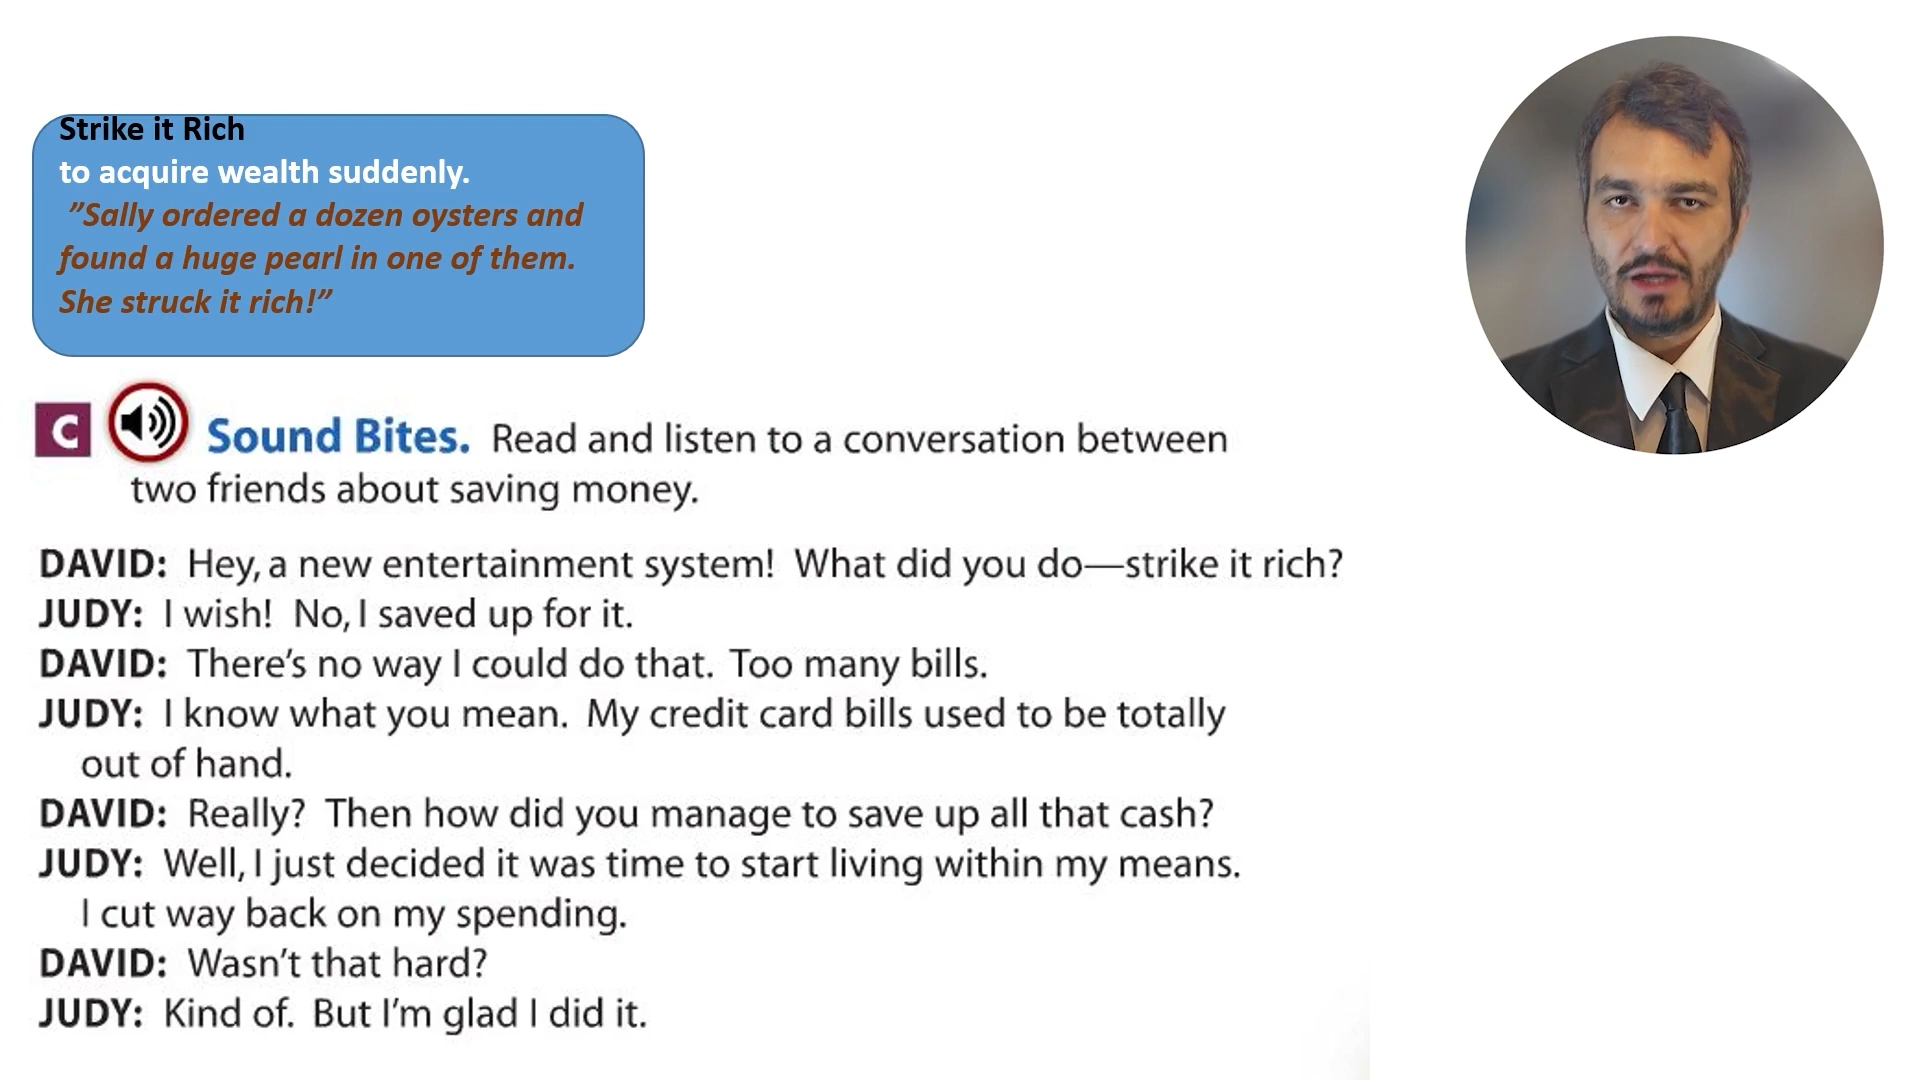 Strike it Rich
to acquire wealth suddenly.
”Sally ordered a dozen oysters and
found a huge pearl in one of them.
She struck it rich!”
C Sound Bites. Read and listen to a conversation between
two friends about saving money.
DAVID: Hey, a new entertainment system! What did you do—strike it rich?
JUDY: I wish! No, I saved up for it.
DAVID: There’s no way I could do that. Too many bills.
JUDY: I know what you mean. My credit card bills used to be totally
out of hand.
DAVID: Really? Then how did you manage to save up all that cash?
JUDY: Well, I just decided it was time to start living within my means.
I cut way back on my spending.
DAVID: Wasn’t that hard?
JUDY: Kind of. But I’m glad I did it.